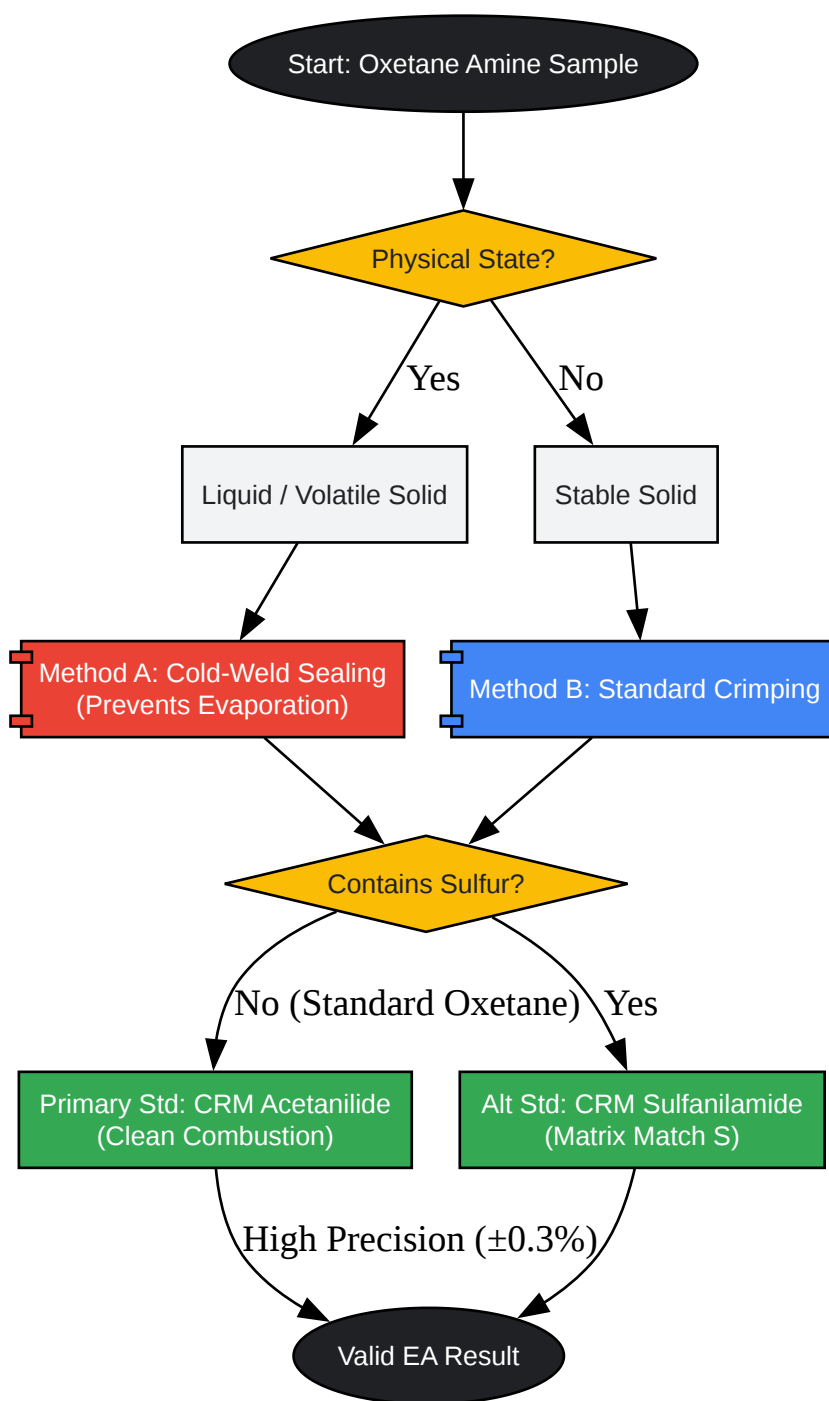 Start: Oxetane Amine Sample
Physical State?
Yes
No
Liquid / Volatile Solid
Stable Solid
Method A: Cold-Weld Sealing
(Prevents Evaporation)
Method B: Standard Crimping
Contains Sulfur?
No (Standard Oxetane)
Yes
Primary Std: CRM Acetanilide
(Clean Combustion)
Alt Std: CRM Sulfanilamide
(Matrix Match S)
High Precision (±0.3%)
Valid EA Result